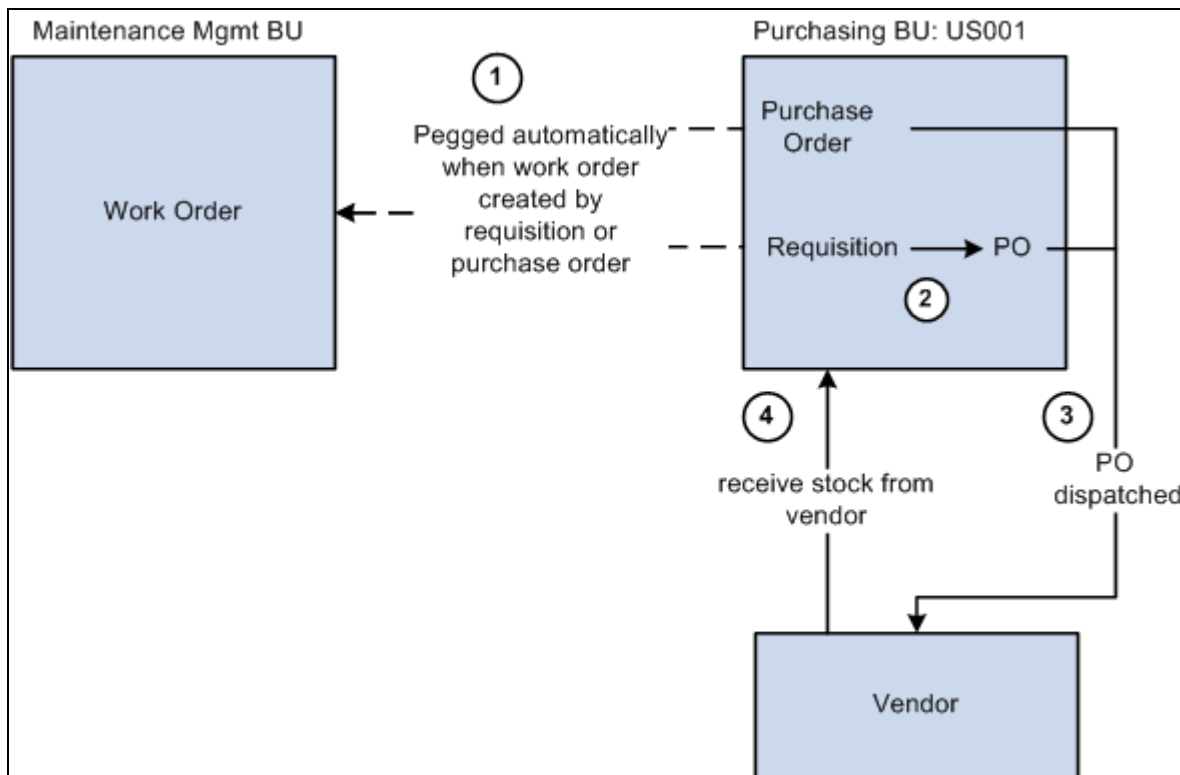 Maintenance Mgmt BU
Purchasing BU: US001
1
Pegged automatically
when work order
created by
requisition or
purchase order
Work Order
Purchase
Order
Requisition
PO
2
4
3
receive stock from
vendor
PO
dispatched
Vendor